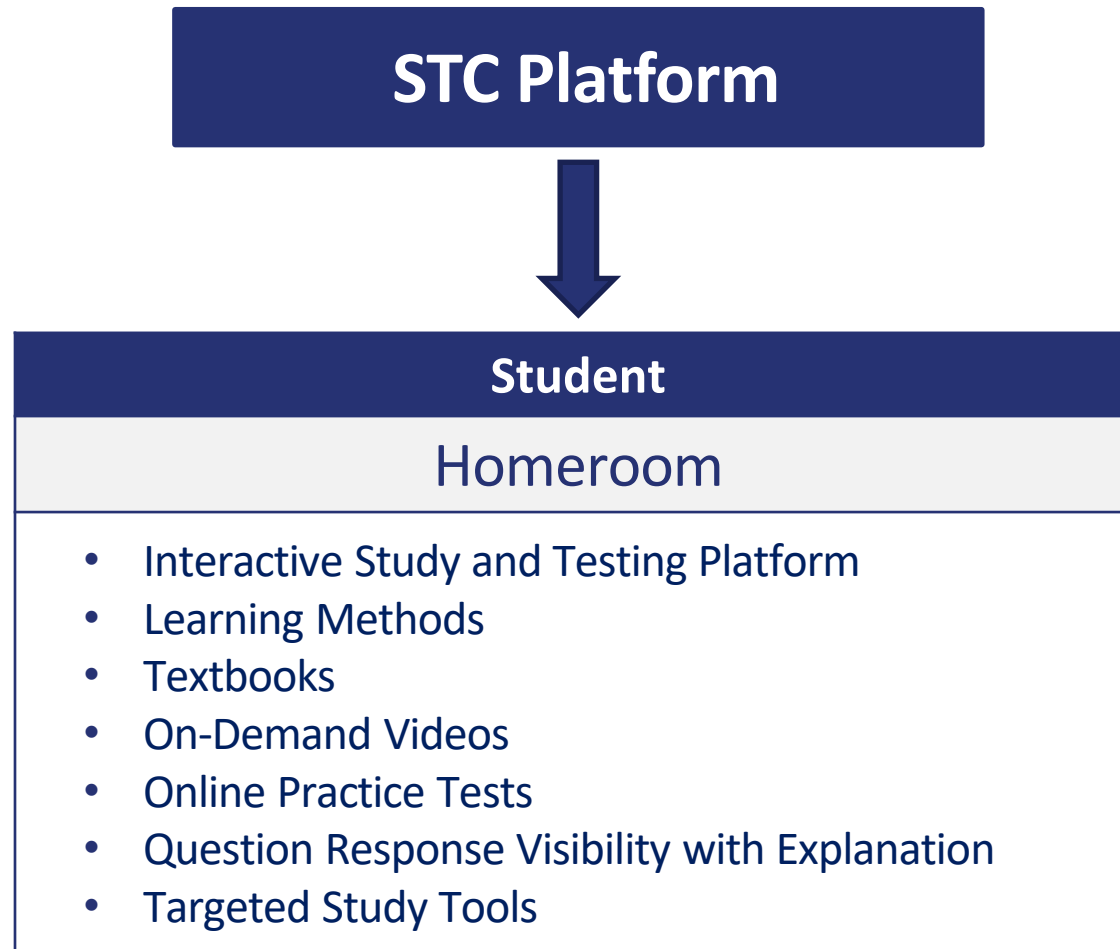 STC Platform
Student
Homeroom
• Interactive Study and Testing Platform
• Learning Methods
• Textbooks
• On-Demand Videos
• Online Practice Tests
• Question Response Visibility with Explanation
• Targeted Study Tools